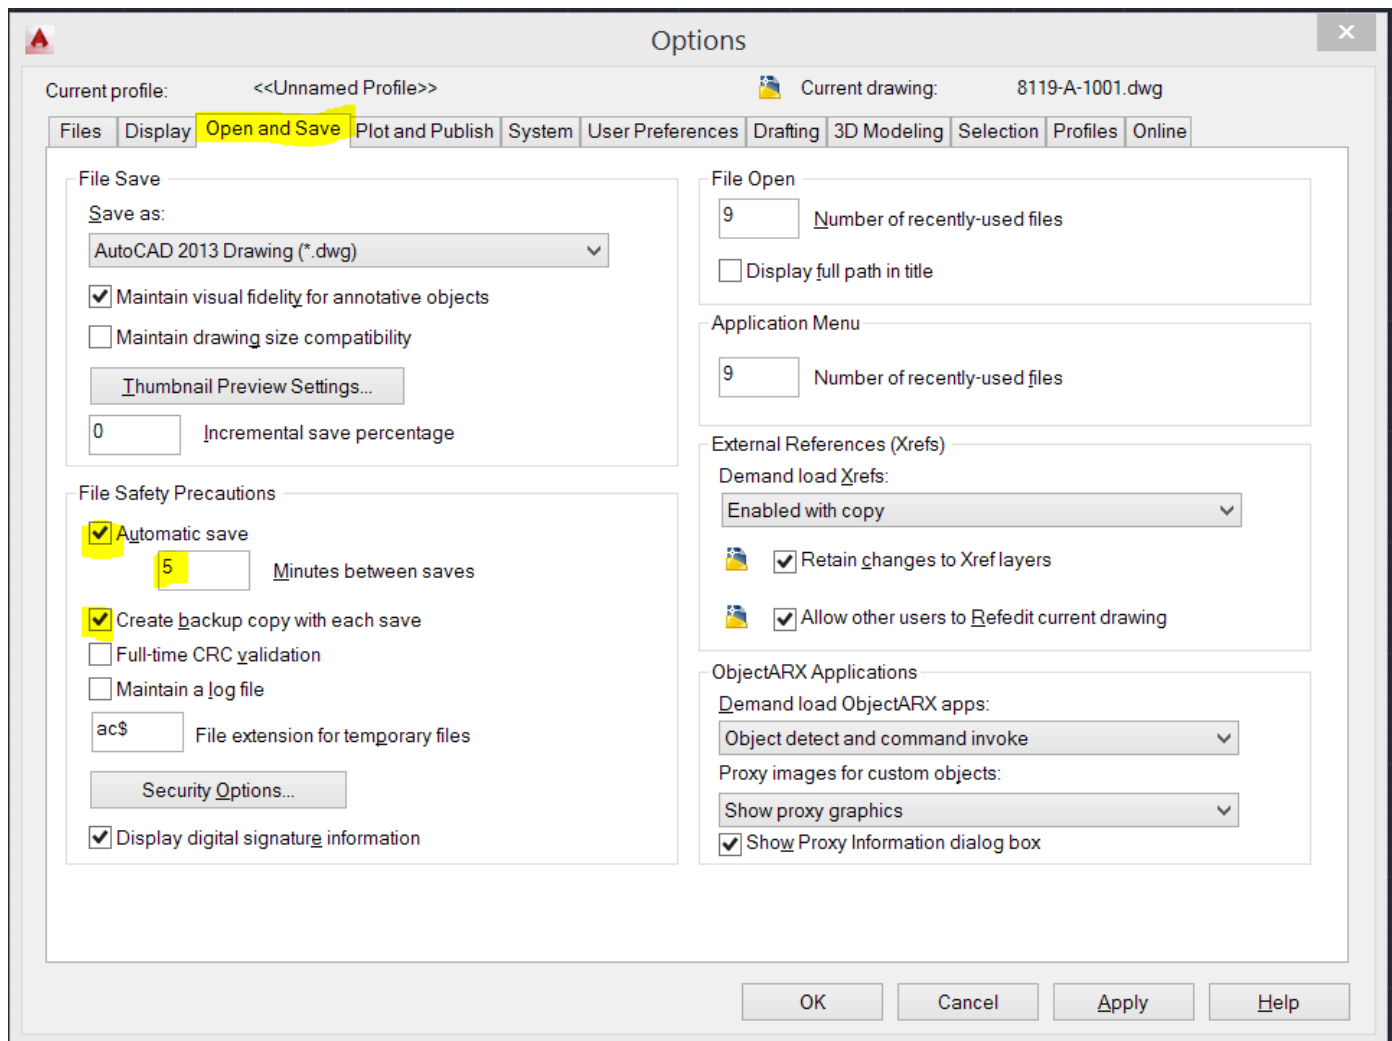 Options
Current profile: <<Unnamed Profile>> Current drawing: 8119-A-1001.dwg
Files Display Open and Save Plot and Publish System User Preferences Drafting 3D Modeling Selection Profiles Online
File Save
Save as:
AutoCAD 2013 Drawing (*.dwg)
Maintain visual fidelity for annotative objects
Maintain drawing size compatibility
Thumbnail Preview Settings...
0 Incremental save percentage
File Safety Precautions
Automatic save
5 Minutes between saves
Create backup copy with each save
Full-time CRC validation
Maintain a log file
ac$ File extension for temporary files
Security Options...
Display digital signature information
File Open
9 Number of recently-used files
Display full path in title
Application Menu
9 Number of recently-used files
External References (Xrefs)
Demand load Xrefs:
Enabled with copy
Retain changes to Xref layers
Allow other users to Refedit current drawing
ObjectARX Applications
Demand load ObjectARX apps:
Object detect and command invoke
Proxy images for custom objects:
Show proxy graphics
Show Proxy Information dialog box
OK Cancel Apply Help